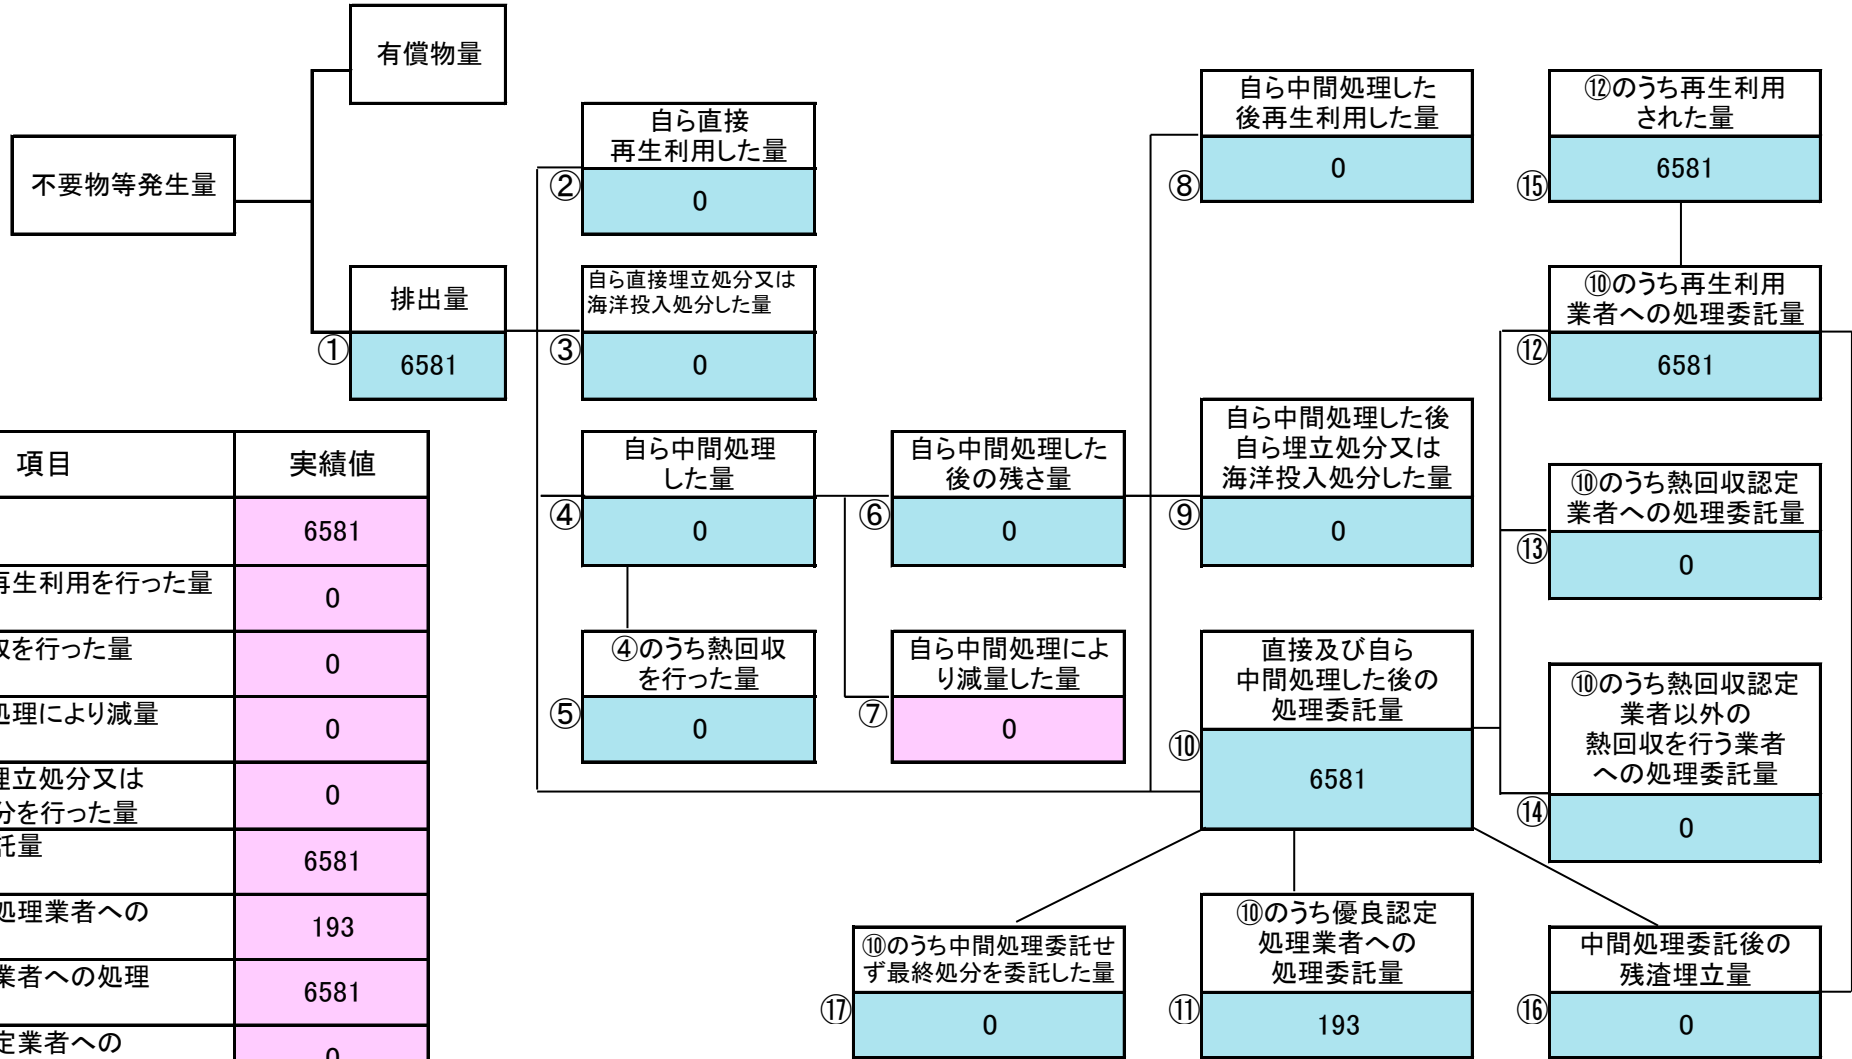 有償物量
不要物等発生量
排出量
①
6581
自ら直接
再生利用した量
②
0
自ら直接埋立処分又は
海洋投入処分した量
③
0
自ら中間処理
した量
④
0
④のうち熱回収
を行った量
⑤
0
自ら中間処理した
後の残さ量
⑥
0
自ら中間処理によ
り減量した量
⑦
0
自ら中間処理した
後再生利用した量
⑧
0
自ら中間処理した後
自ら埋立処分又は
海洋投入処分した量
⑨
0
直接及び自ら
中間処理した後の
処理委託量
⑩
6581
⑩のうち優良認定
処理業者への
処理委託量
⑪
193
⑩のうち中間処理委託せ
ず最終処分を委託した量
⑰
0
⑫のうち再生利用
された量
⑮
6581
⑩のうち再生利用
業者への処理委託量
⑫
6581
⑩のうち熱回収認定
業者への処理委託量
⑬
0
⑩のうち熱回収認定
業者以外の
熱回収を行う業者
への処理委託量
⑭
0
中間処理委託後の
残渣埋立量
⑯
0
項目 実績値
6581
再生利用を行った量 0
を行った量 0
処理により減量 0
埋立処分又は
分を行った量 0
託量 6581
処理業者への 193
業者への処理 6581
定業者への 0